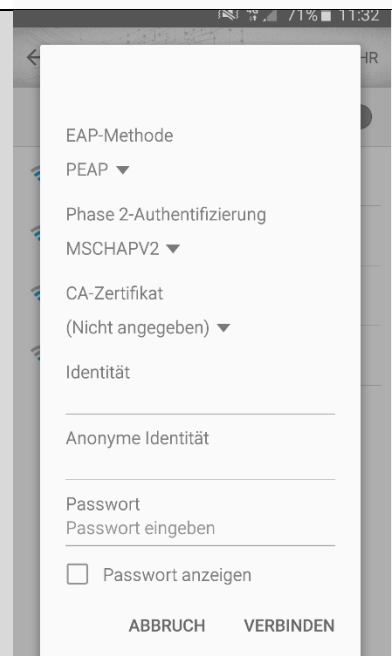 71% 11:32
HR
EAP-Methode
PEAP
Phase 2-Authentifizierung
MSCHAPV2
CA-Zertifikat
(Nicht angegeben)
Identität
Anonyme Identität
Passwort
Passwort eingeben
Passwort anzeigen
ABBRUCH VERBINDEN